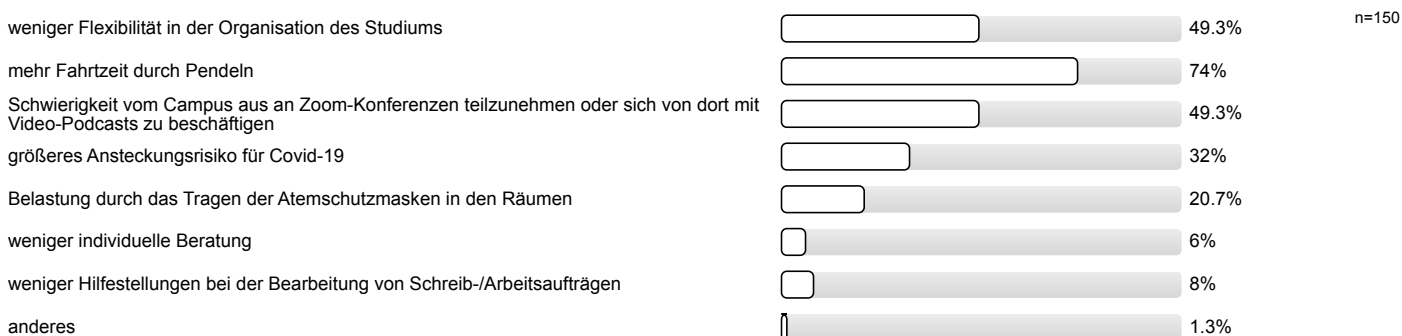 weniger Flexibilität in der Organisation des Studiums 49.3% n=150
mehr Fahrtzeit durch Pendeln 74%
Schwierigkeit vom Campus aus an Zoom-Konferenzen teilzunehmen oder sich von dort mit
Video-Podcasts zu beschäftigen 49.3%
größeres Ansteckungsrisiko für Covid-19 32%
Belastung durch das Tragen der Atemschutzmasken in den Räumen 20.7%
weniger individuelle Beratung 6%
weniger Hilfestellungen bei der Bearbeitung von Schreib-/Arbeitsaufträgen 8%
anderes 1.3%